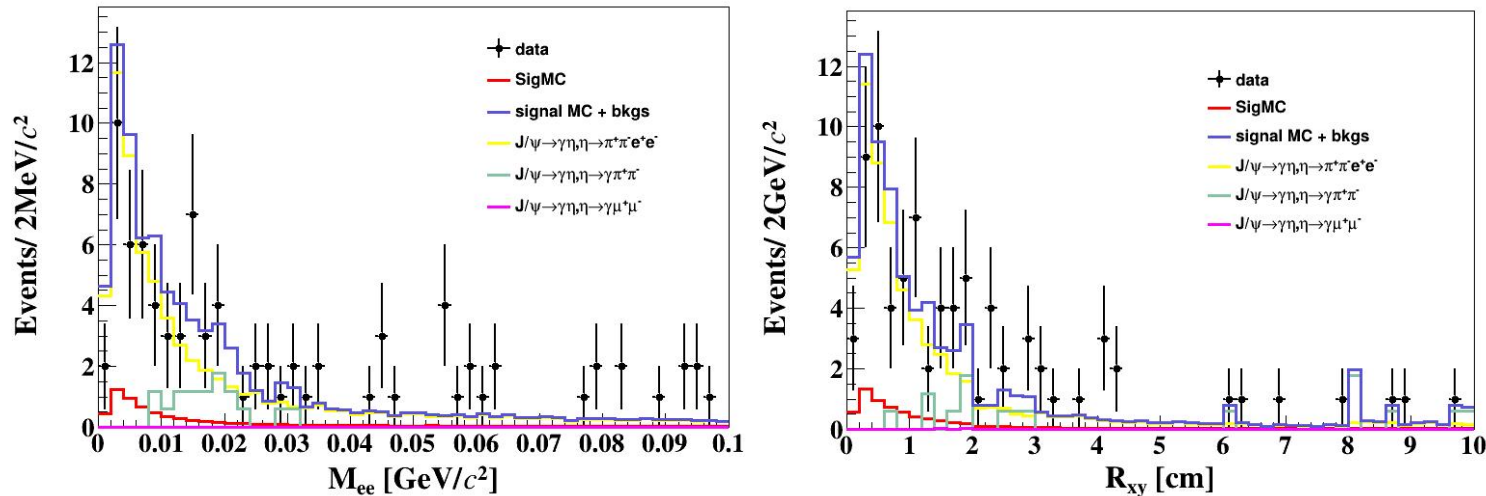 Events/ 2MeV/c²
12
10
8
6
4
2
0
data
SigMC
signal MC + bkgs
J/ψ→γη,η→π⁺π⁻e⁺e⁻
J/ψ→γη,η→γπ⁺π⁻
J/ψ→γη,η→γμ⁺μ⁻
0 0.01 0.02 0.03 0.04 0.05 0.06 0.07 0.08 0.09 0.1
M_ee [GeV/c²]
Events/ 2GeV/c²
12
10
8
6
4
2
0
data
SigMC
signal MC + bkgs
J/ψ→γη,η→π⁺π⁻e⁺e⁻
J/ψ→γη,η→γπ⁺π⁻
J/ψ→γη,η→γμ⁺μ⁻
0 1 2 3 4 5 6 7 8 9 10
R_xy [cm]